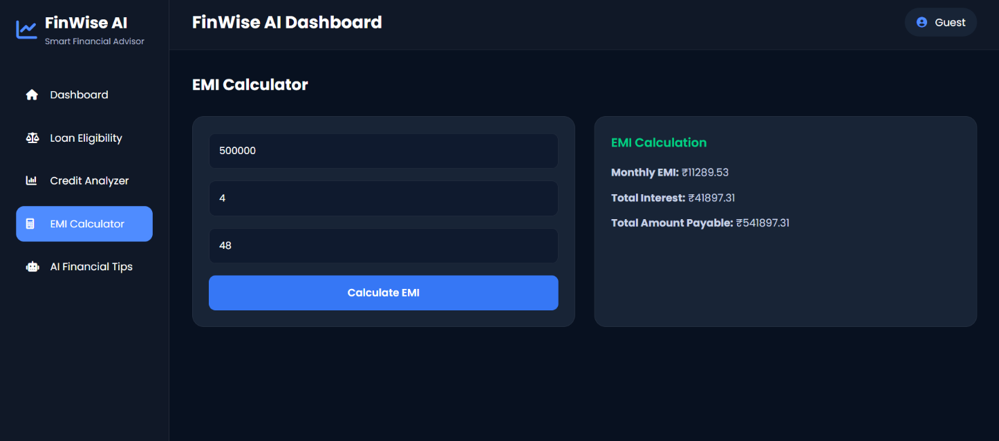 FinWise AI
Smart Financial Advisor
Dashboard
Loan Eligibility
Credit Analyzer
EMI Calculator
AI Financial Tips
FinWise AI Dashboard
Guest
EMI Calculator
500000
4
48
Calculate EMI
EMI Calculation
Monthly EMI: ₹11289.53
Total Interest: ₹41897.31
Total Amount Payable: ₹541897.31